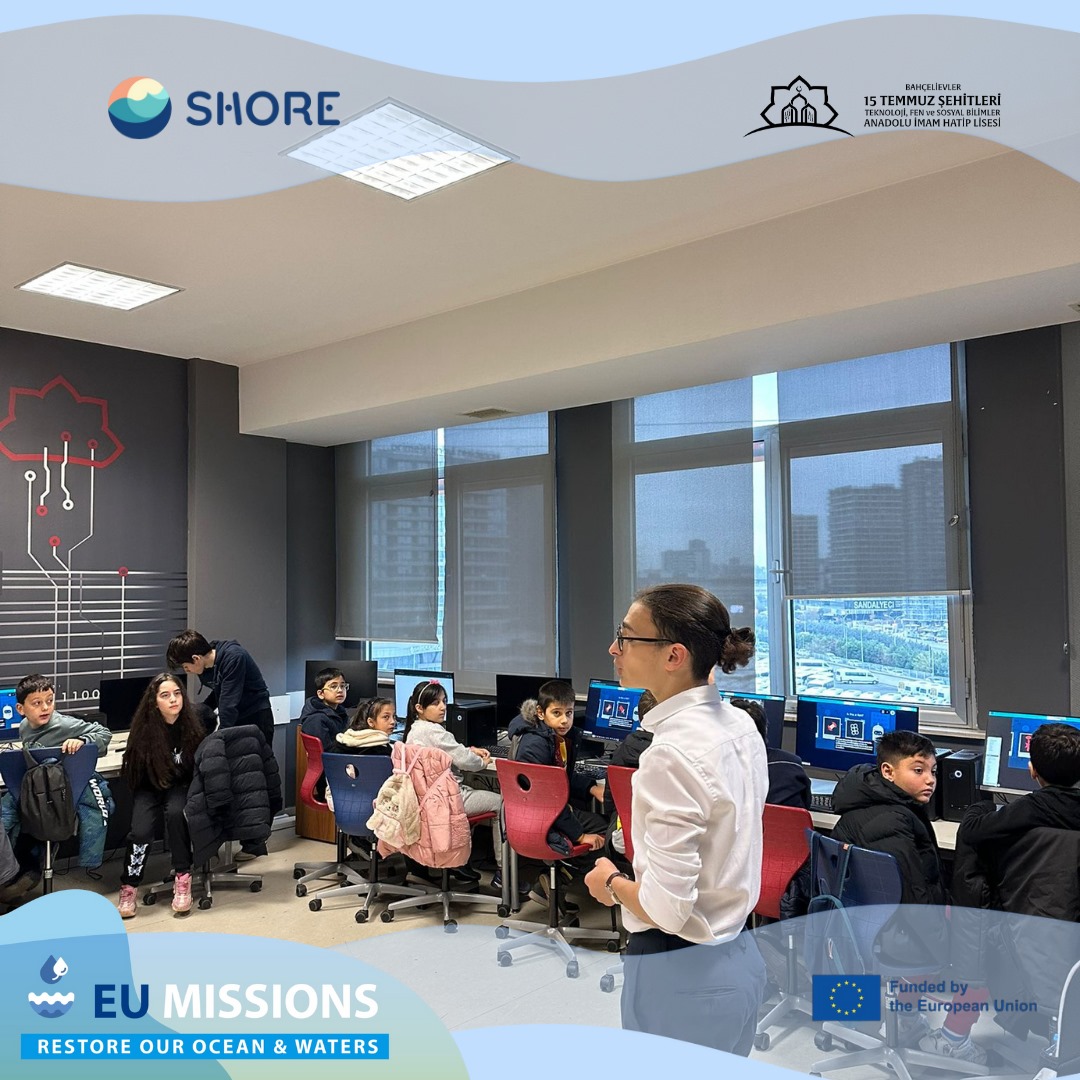 SHORE
BAHÇELİEVLER
15 TEMMUZ ŞEHİTLERİ
TEKNOLOJİ, FEN ve SOSYAL BİLİMLER
ANADOLU İMAM HATİP LİSESİ
SANDALYECİ
1100
WORLD
EU MISSIONS
RESTORE OUR OCEAN & WATERS
Funded by
the European Union